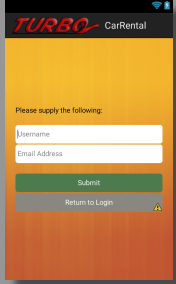 TURBO CarRental
Please supply the following:
Username
Email Address
Submit
Return to Login